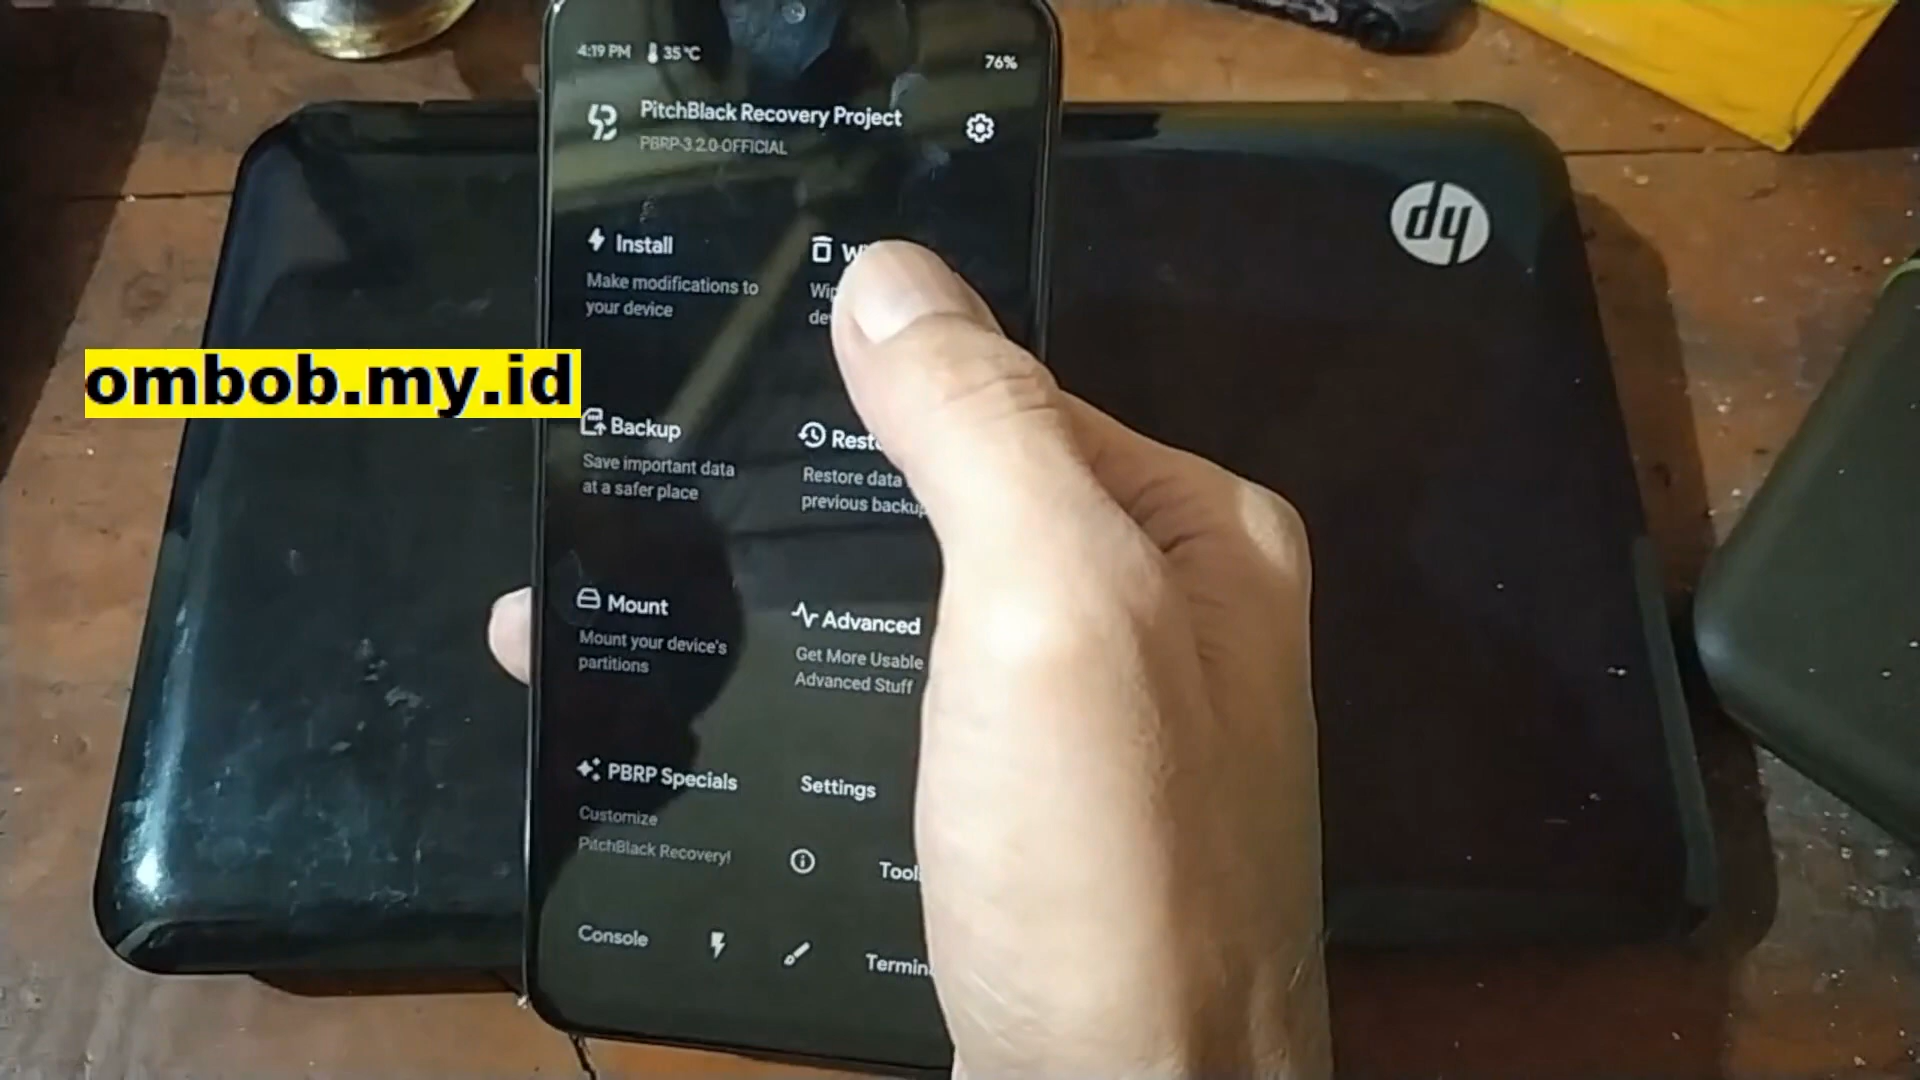 4:19 PM 35°C
76%
PitchBlack Recovery Project
PBRP-3.2.0-OFFICIAL
Install
Make modifications to
your device
ombob.my.id
Backup
Save important data
at a safer place
Restore data
previous
Mount
Mount your device's
partitions
Advanced
Get More Usable
Advanced Stuff
PBRP Specials
Customize
PitchBlack Recovery!
Settings
Console
hp